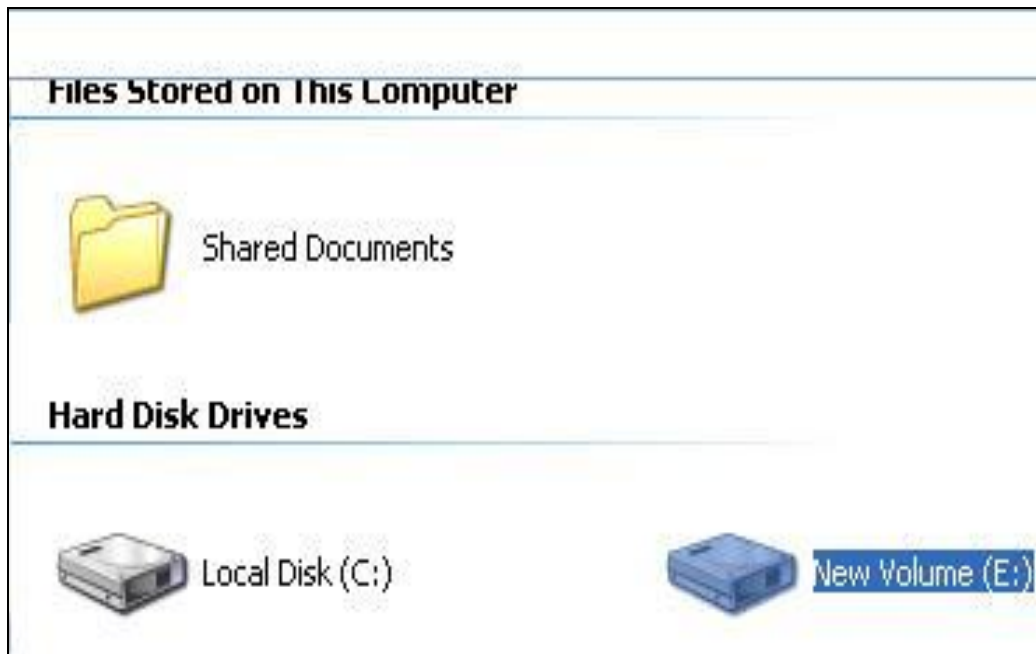 Files Stored on This Computer
Shared Documents
Hard Disk Drives
Local Disk (C:)
New Volume (E:)